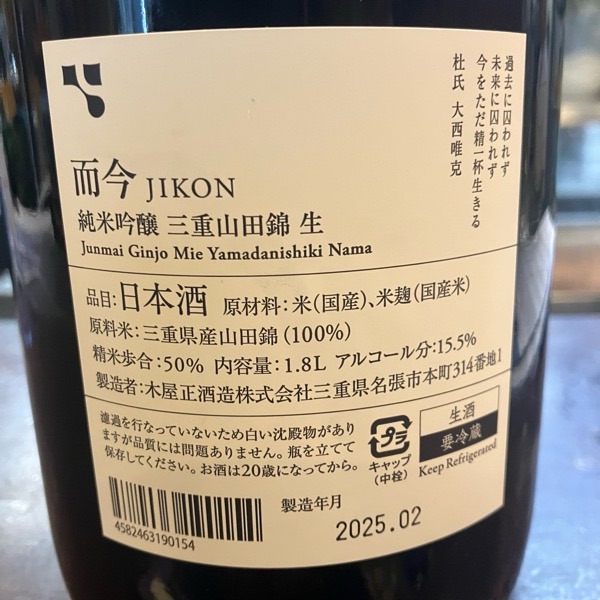 過去に囚われず
未来に囚われず
今をただ精一杯生きる
杜氏 大西唯克
而今 JIKON
純米吟醸 三重山田錦 生
Junmai Ginjo Mie Yamadanishiki Nama
品目:日本酒 原材料:米(国産)、米麹(国産米)
原料米:三重県産山田錦(100%)
精米歩合:50% 内容量:1.8L アルコール分:15.5%
製造者:木屋正酒造株式会社三重県名張市本町314番地1
濾過を行なっていないため白い沈殿物があり
ますが品質には問題ありません。瓶を立てて
保存してください。お酒は20歳になってから。
プラ
キャップ
(中栓)
生酒
要冷蔵
Keep Refrigerated
4582463190154
製造年月
2025.02